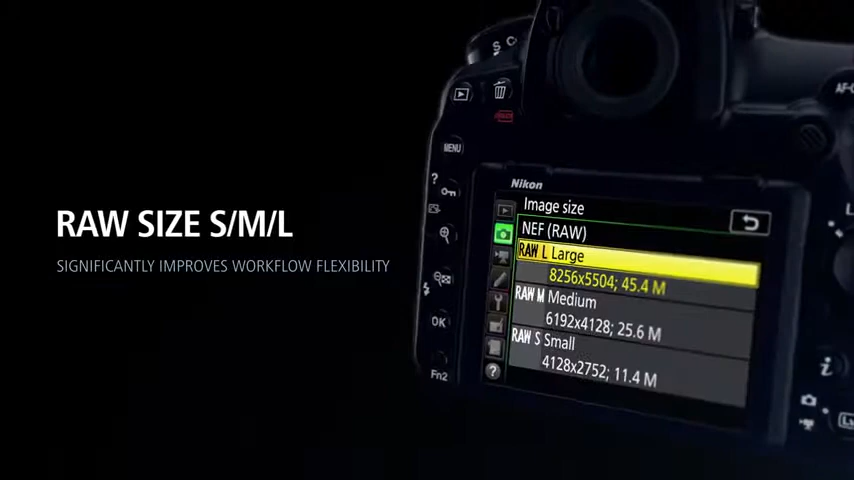 RAW SIZE S/M/L
SIGNIFICANTLY IMPROVES WORKFLOW FLEXIBILITY
S
MENU
?
OK
Fn2
Nikon
Image size
NEF (RAW)
RAW L Large
8256x5504; 45.4 M
RAW M Medium
6192x4128; 25.6 M
RAW S Small
4128x2752; 11.4 M
?
i